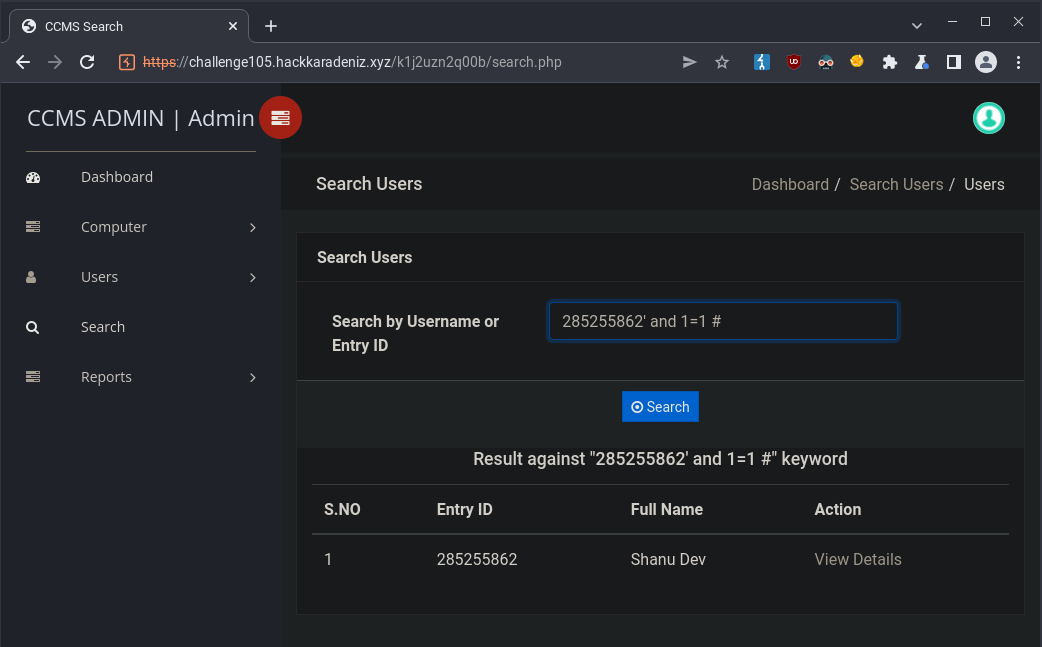 CCMS Search
https://challenge105.hackkaradeniz.xyz/k1j2uzn2q00b/search.php
CCMS ADMIN | Admin
Dashboard
Computer
Users
Search
Reports
Search Users
Dashboard / Search Users / Users
Search Users
Search by Username or
Entry ID
285255862' and 1=1 #
Search
Result against "285255862' and 1=1 #" keyword
S.NO Entry ID Full Name Action
1 285255862 Shanu Dev View Details